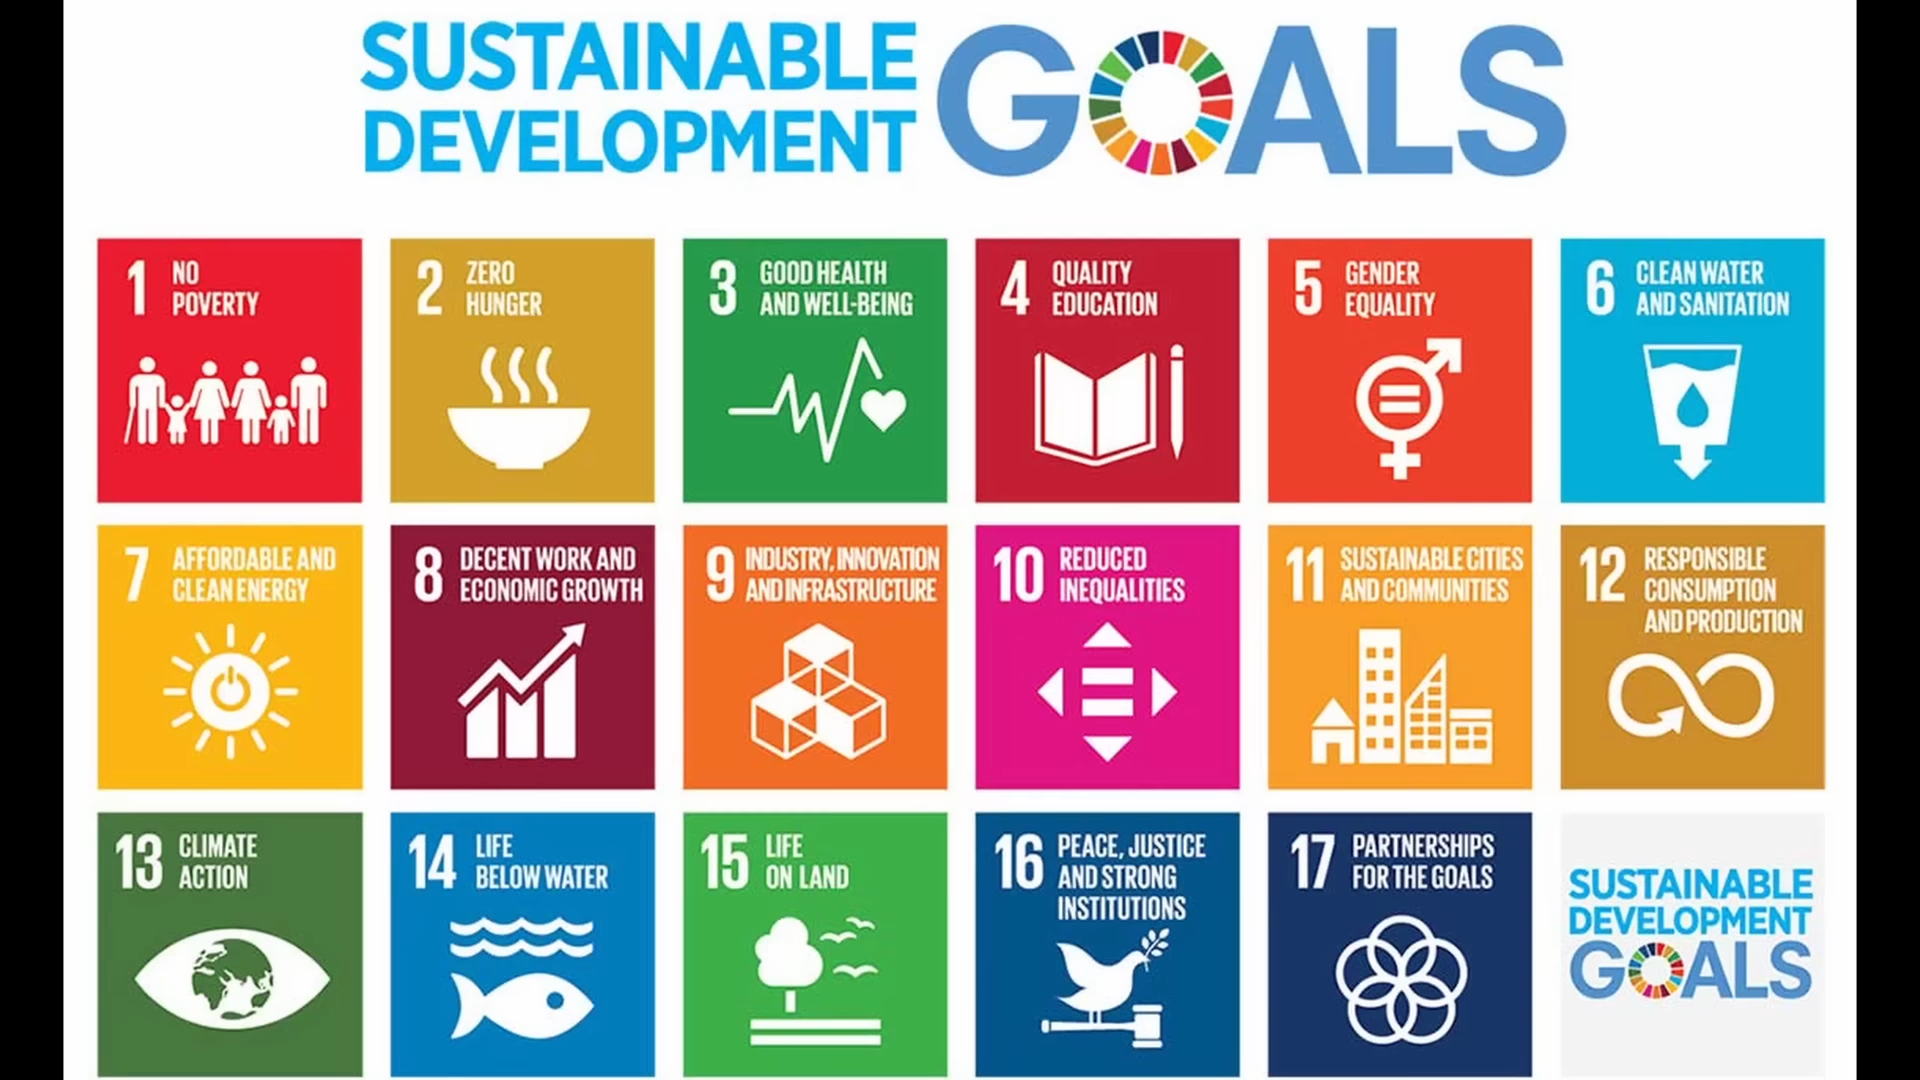 SUSTAINABLE
DEVELOPMENT
GOALS
1 NO
POVERTY
2 ZERO
HUNGER
3 GOOD HEALTH
AND WELL-BEING
4 QUALITY
EDUCATION
5 GENDER
EQUALITY
6 CLEAN WATER
AND SANITATION
7 AFFORDABLE AND
CLEAN ENERGY
8 DECENT WORK AND
ECONOMIC GROWTH
9 INDUSTRY, INNOVATION
AND INFRASTRUCTURE
10 REDUCED
INEQUALITIES
11 SUSTAINABLE CITIES
AND COMMUNITIES
12 RESPONSIBLE
CONSUMPTION
AND PRODUCTION
13 CLIMATE
ACTION
14 LIFE
BELOW WATER
15 LIFE
ON LAND
16 PEACE, JUSTICE
AND STRONG
INSTITUTIONS
17 PARTNERSHIPS
FOR THE GOALS
SUSTAINABLE
DEVELOPMENT
GOALS